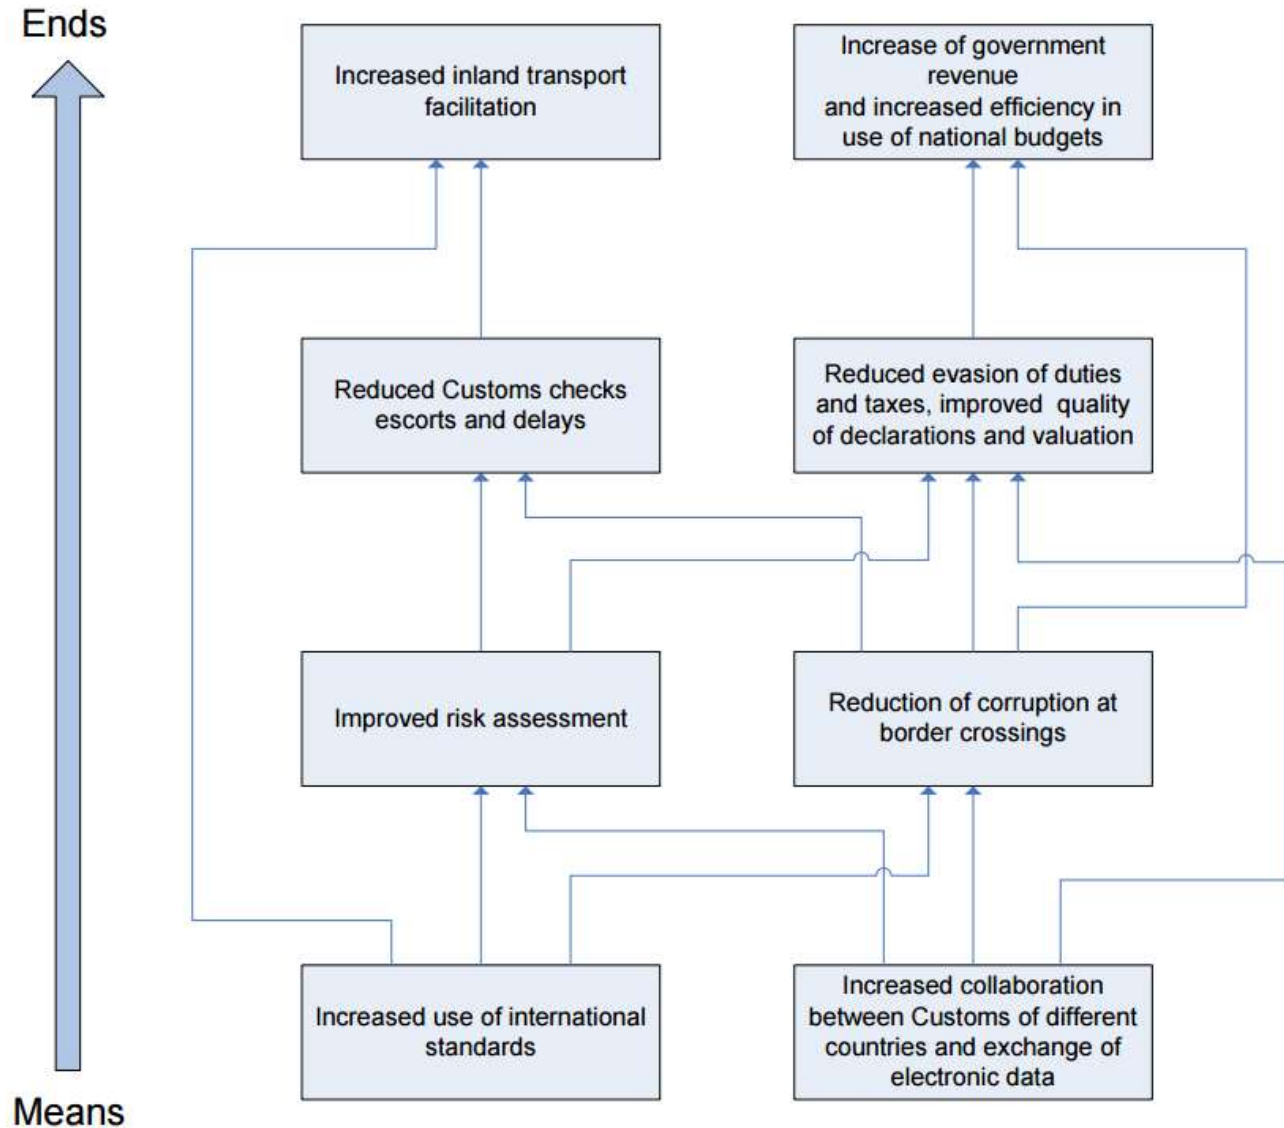 Ends
Increased inland transport
facilitation
Increase of government
revenue
and increased efficiency in
use of national budgets
Reduced Customs checks
escorts and delays
Reduced evasion of duties
and taxes, improved quality
of declarations and valuation
Improved risk assessment
Reduction of corruption at
border crossings
Increased use of international
standards
Increased collaboration
between Customs of different
countries and exchange of
electronic data
Means